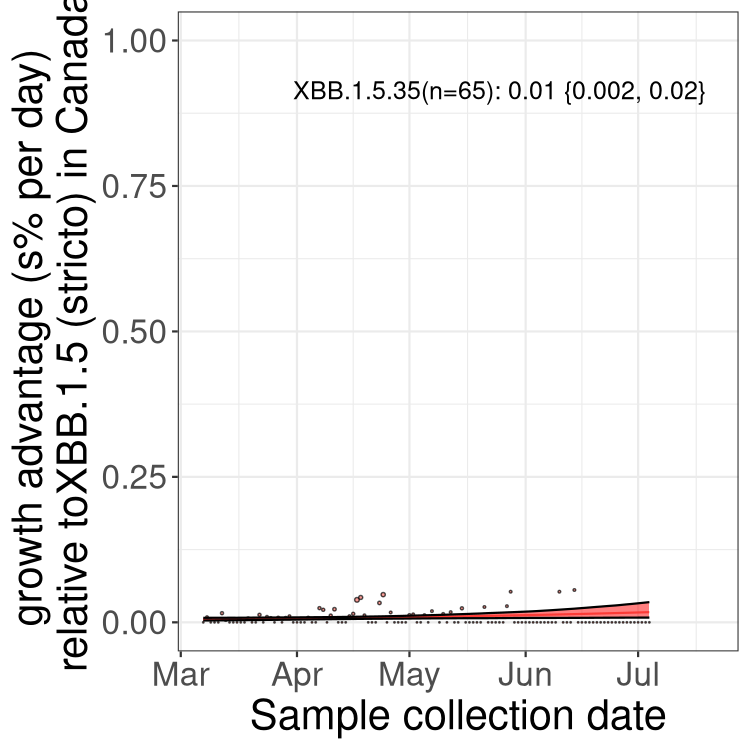 growth advantage (s% per day)
relative toXBB.1.5 (stricto) in Canada
1.00
0.75
0.50
0.25
0.00
XBB.1.5.35(n=65): 0.01 {0.002, 0.02}
Mar Apr May Jun Jul
Sample collection date